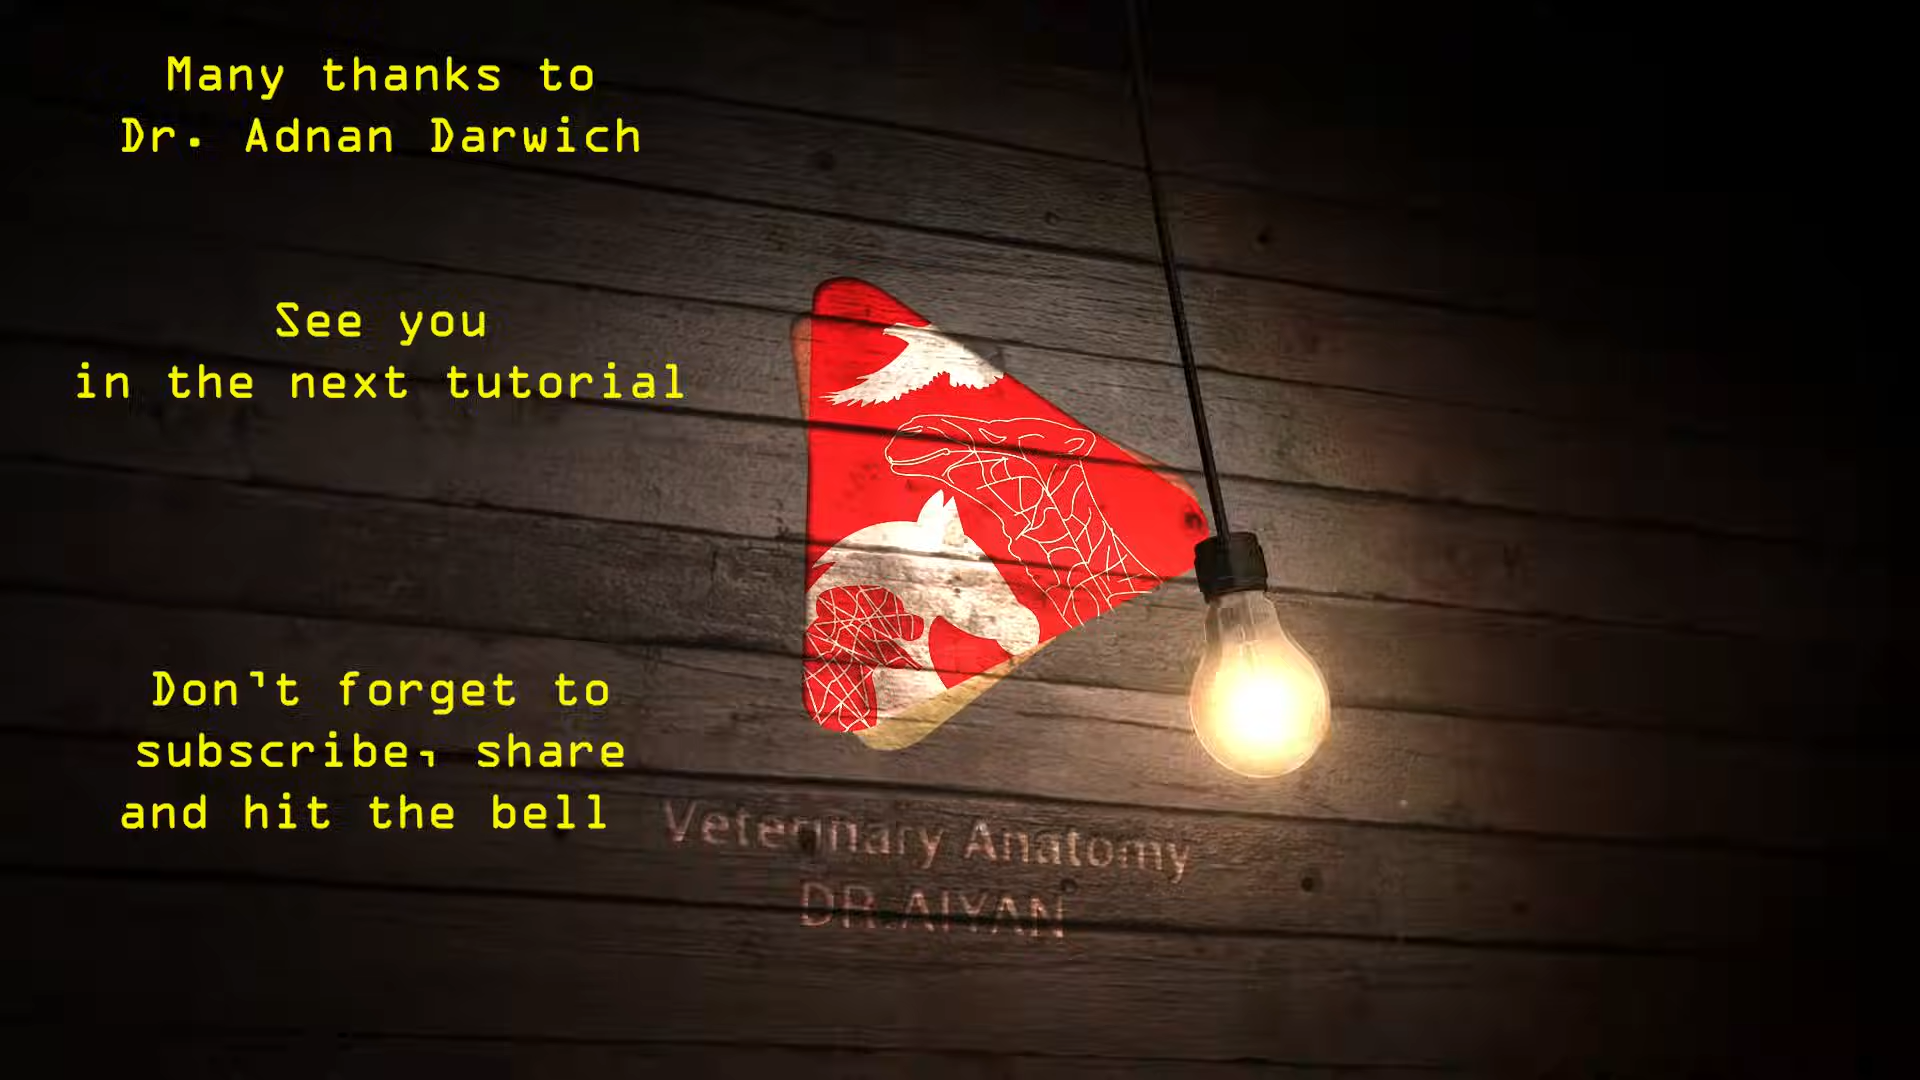 Many thanks to
Dr. Adnan Darwich
See you
in the next tutorial
Don't forget to
subscribe, share
and hit the bell
Veterinary Anatomy
DR.AIYAN